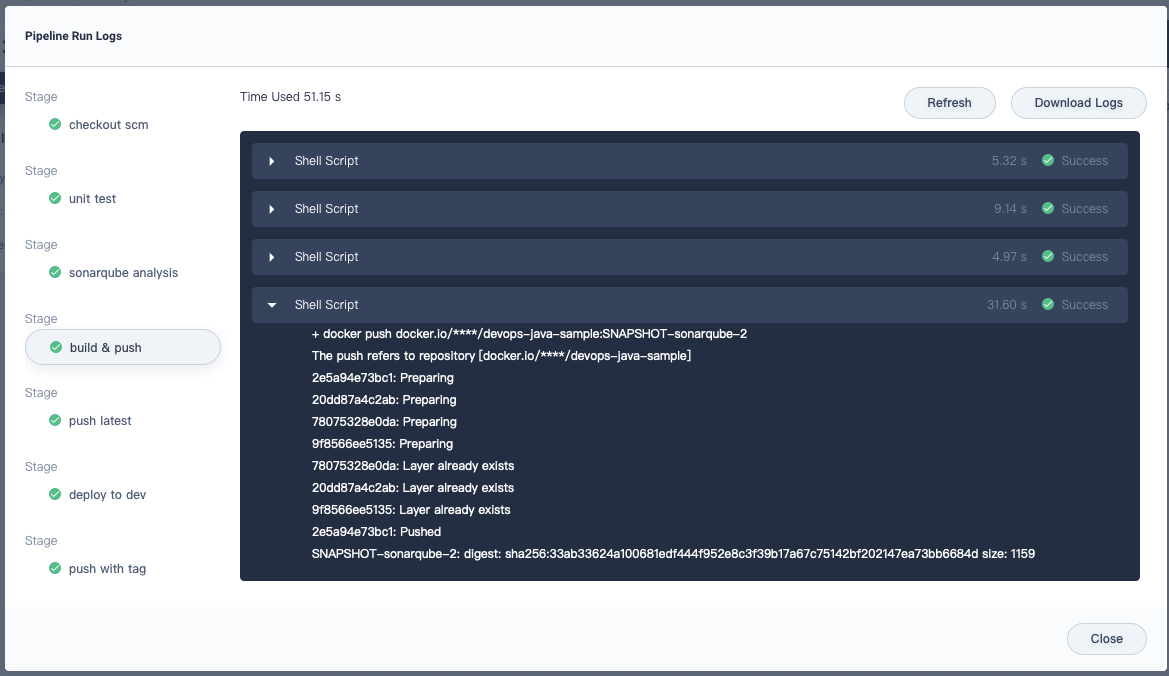 Pipeline Run Logs
Stage
checkout scm
Stage
unit test
Stage
sonarqube analysis
Stage
build & push
Stage
push latest
Stage
deploy to dev
Stage
push with tag
Time Used 51.15 s
Refresh
Download Logs
Shell Script 5.32 s Success
Shell Script 9.14 s Success
Shell Script 4.97 s Success
Shell Script 31.60 s Success
+ docker push docker.io/****/devops-java-sample:SNAPSHOT-sonarqube-2
The push refers to repository [docker.io/****/devops-java-sample]
2e5a94e73bc1: Preparing
20dd87a4c2ab: Preparing
78075328e0da: Preparing
9f8566ee5135: Preparing
78075328e0da: Layer already exists
20dd87a4c2ab: Layer already exists
9f8566ee5135: Layer already exists
2e5a94e73bc1: Pushed
SNAPSHOT-sonarqube-2: digest: sha256:33ab33624a100681edf444f952e8c3f39b17a67c75142bf202147ea73bb6684d size: 1159
Close